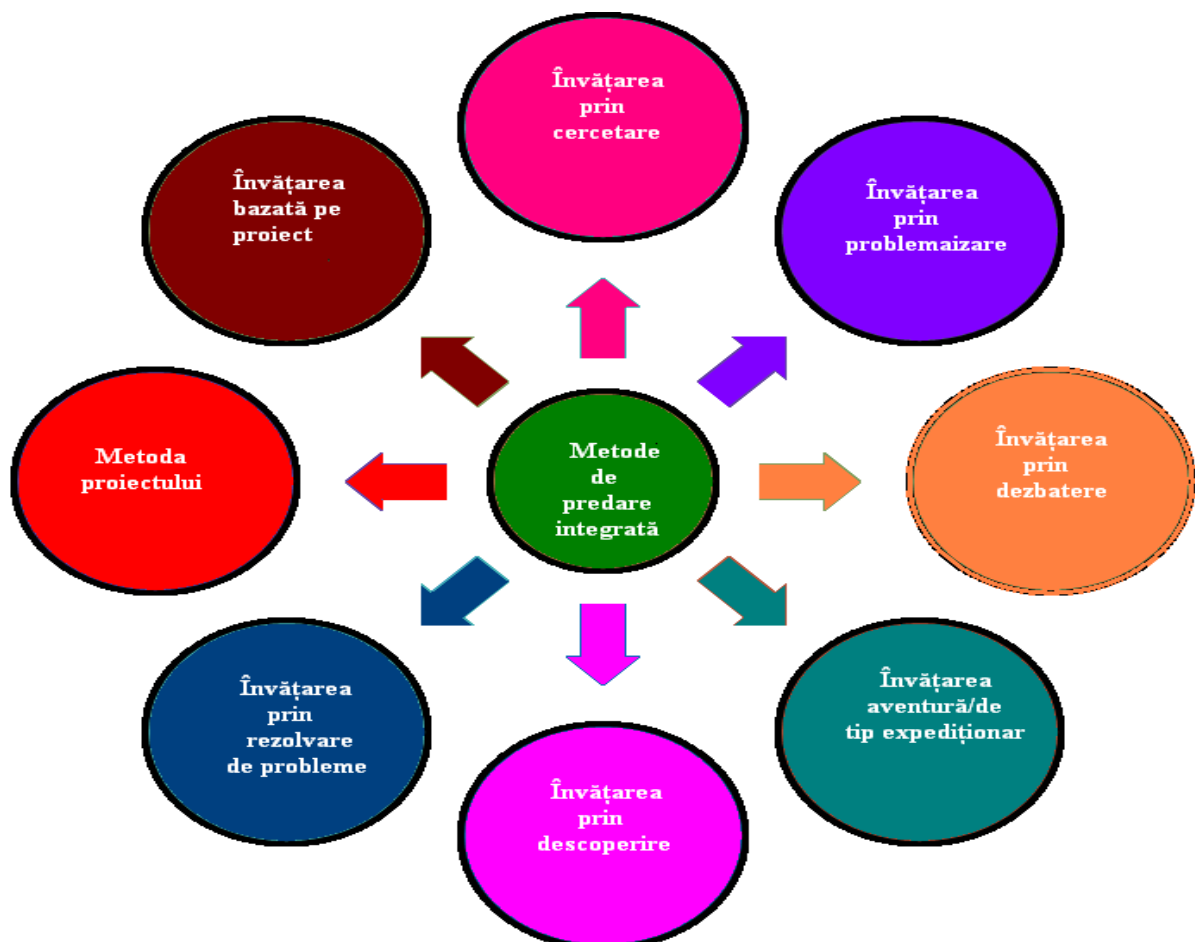 Învățarea
prin
cercetare
Învățarea
bazată pe
proiect
Învățarea
prin
problemaizare
Metoda
proiectului
Metode
de
predare
integrată
Învățarea
prin
dezbatere
Învățarea
prin
rezolvare
de probleme
Învățarea
aventură/de
tip expediționar
Învățarea
prin
descoperire